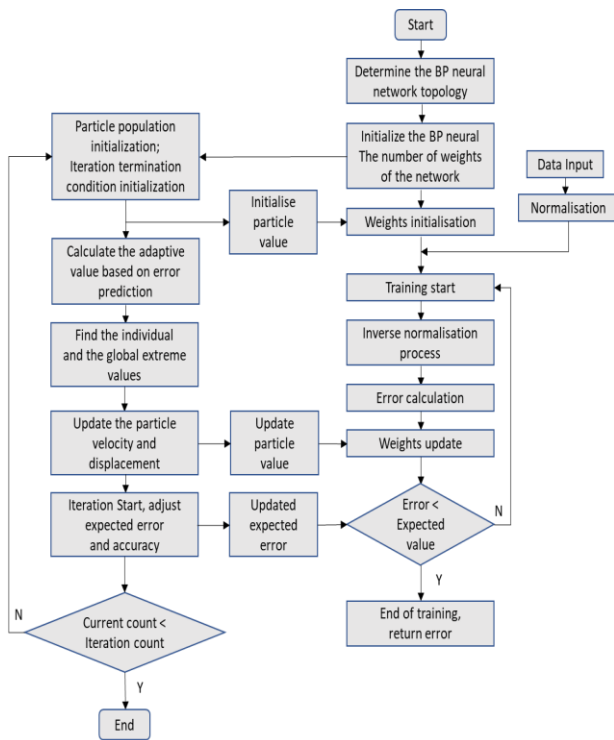 Start
Determine the BP neural
network topology
Particle population
initialization;
Iteration termination
condition initialization
Initialize the BP neural
The number of weights
of the network
Data Input
Normalisation
Initialise
particle
value
Weights initialisation
Calculate the adaptive
value based on error
prediction
Training start
Find the individual
and the global extreme
values
Inverse normalisation
process
Error calculation
Update the particle
velocity and
displacement
Update
particle
value
Weights update
Iteration Start, adjust
expected error
and accuracy
Updated
expected
error
Error <
Expected
value
N
Y
End of training,
return error
N
Current count <
Iteration count
Y
End